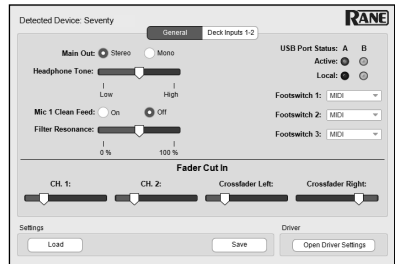 Detected Device: Seventy
RANE
General
Deck Inputs 1-2
Main Out: Stereo Mono
Headphone Tone:
Low High
Mic 1 Clean Feed: On Off
Filter Resonance:
0 % 100 %
USB Port Status: A B
Active:
Local:
Footswitch 1: MIDI
Footswitch 2: MIDI
Footswitch 3: MIDI
Fader Cut In
CH. 1: CH. 2: Crossfader Left: Crossfader Right:
Settings
Load Save
Driver
Open Driver Settings